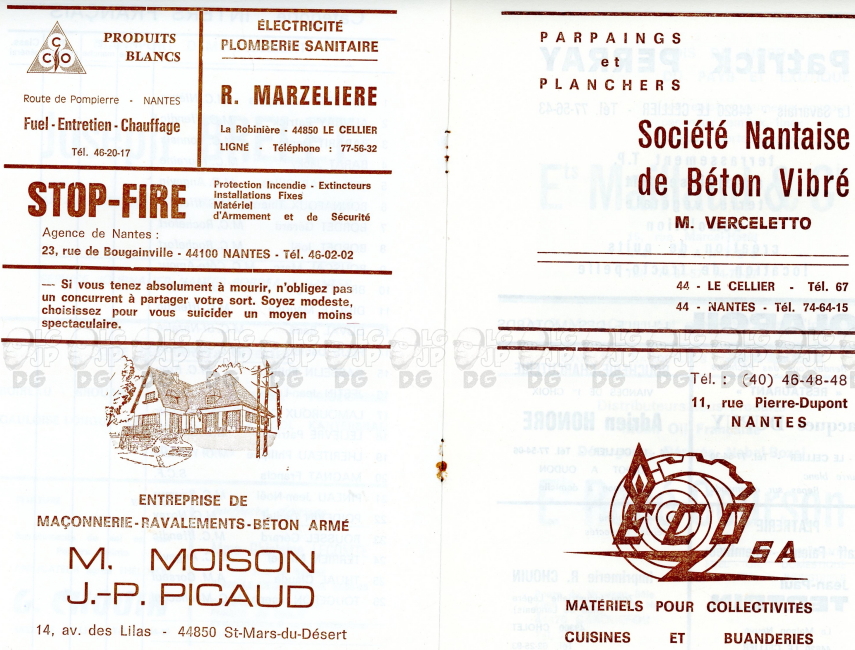 C
C C O
PRODUITS
BLANCS
Route de Pompierre - NANTES
Fuel - Entretien - Chauffage
Tél. 46-20-17
ÉLECTRICITÉ
PLOMBERIE SANITAIRE
R. MARZELIERE
La Robinière - 44850 LE CELLIER
LIGNÉ - Téléphone : 77-56-32
STOP-FIRE
Protection Incendie - Extincteurs
Installations Fixes
Matériel
d'Armement et de Sécurité
Agence de Nantes :
23, rue de Bougainville - 44100 NANTES - Tél. 46-02-02
— Si vous tenez absolument à mourir, n'obligez pas
un concurrent à partager votre sort. Soyez modeste,
choisissez pour vous suicider un moyen moins
spectaculaire.
ENTREPRISE DE
MAÇONNERIE-RAVALEMENTS-BÉTON ARMÉ
M. MOISON
J.-P. PICAUD
14, av. des Lilas - 44850 St-Mars-du-Désert
PARPAINGS
et
PLANCHERS
Société Nantaise
de Béton Vibré
M. VERCELETTO
44 - LE CELLIER - Tél. 67
44 - NANTES - Tél. 74-64-15
Tél. : (40) 46-48-48
11, rue Pierre-Dupont
NANTES
SA
MATÉRIELS POUR COLLECTIVITÉS
CUISINES ET BUANDERIES
LG JP DG